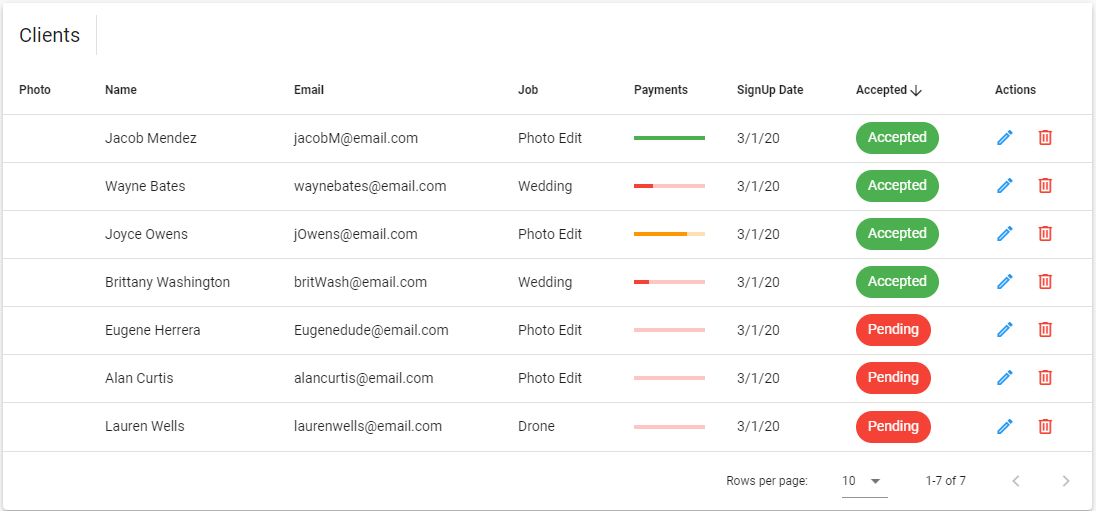 Clients
Photo Name Email Job Payments SignUp Date Accepted Actions
Jacob Mendez jacobM@email.com Photo Edit 3/1/20 Accepted
Wayne Bates waynebates@email.com Wedding 3/1/20 Accepted
Joyce Owens jOwens@email.com Photo Edit 3/1/20 Accepted
Brittany Washington britWash@email.com Wedding 3/1/20 Accepted
Eugene Herrera Eugenedude@email.com Photo Edit 3/1/20 Pending
Alan Curtis alancurtis@email.com Photo Edit 3/1/20 Pending
Lauren Wells laurenwells@email.com Drone 3/1/20 Pending
Rows per page: 10 1-7 of 7